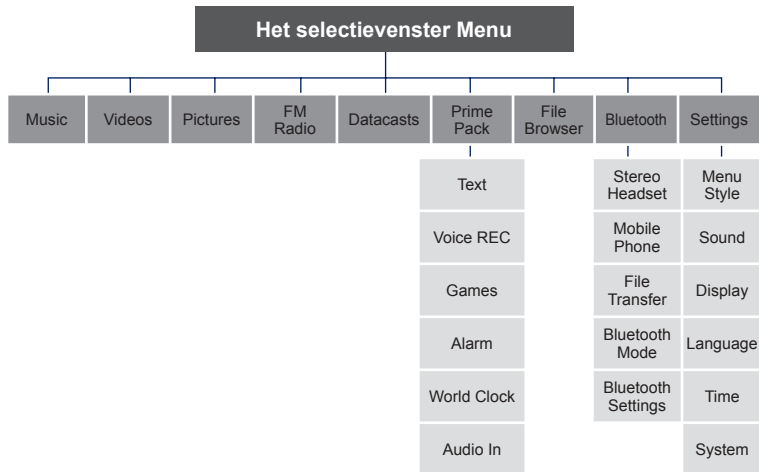 Het selectievenster Menu
Music
Videos
Pictures
FM
Radio
Datacasts
Prime
Pack
File
Browser
Bluetooth
Settings
Text
Voice REC
Games
Alarm
World Clock
Audio In
Stereo
Headset
Mobile
Phone
File
Transfer
Bluetooth
Mode
Bluetooth
Settings
Menu
Style
Sound
Display
Language
Time
System